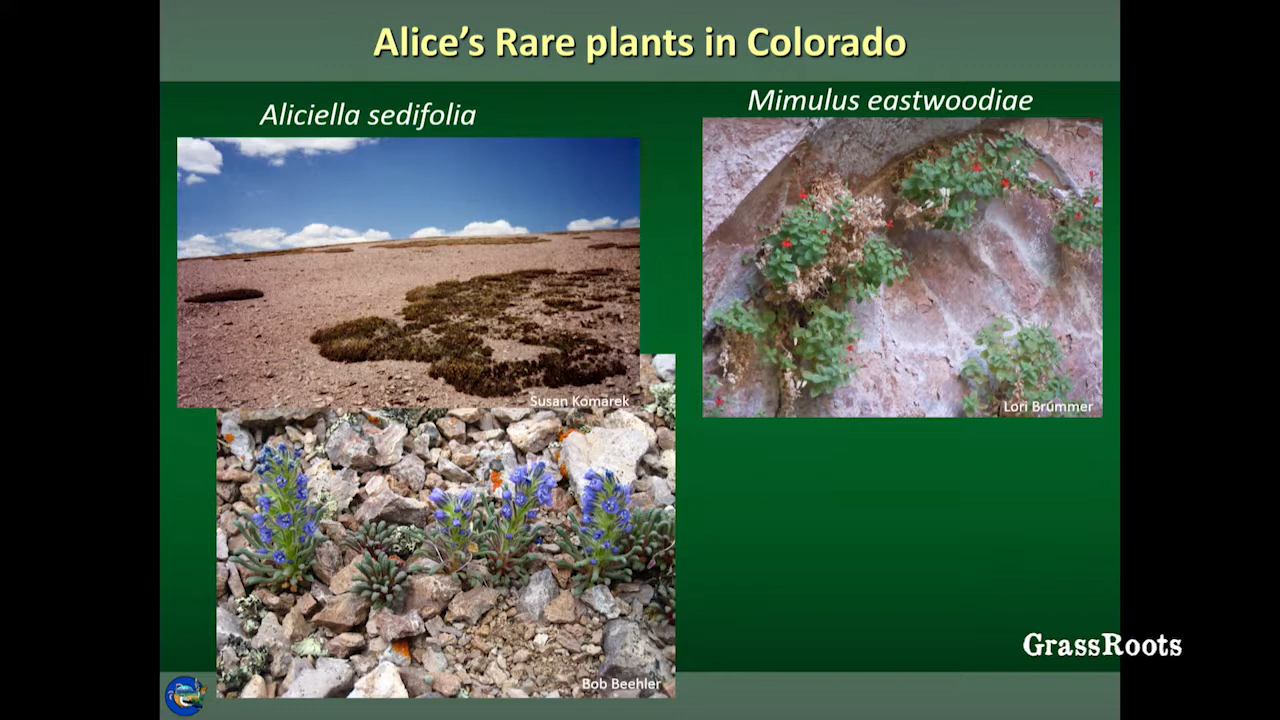 Alice's Rare plants in Colorado
Aliciella sedifolia
Mimulus eastwoodiae
Susan Komarek
Lori Brummer
Bob Beehler
GrassRoots